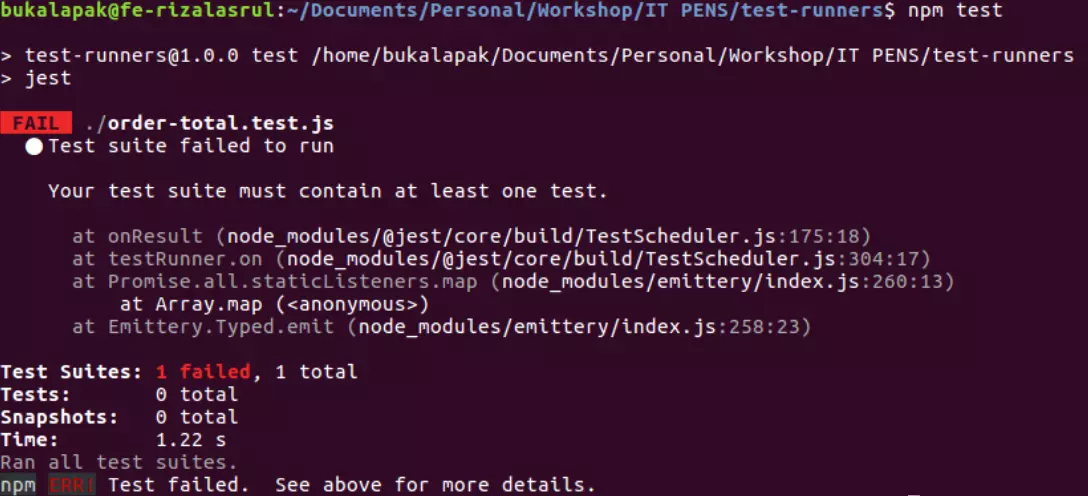 bukalapak@fe-rizalasrul:~/Documents/Personal/Workshop/IT PENS/test-runners$ npm test
> test-runners@1.0.0 test /home/bukalapak/Documents/Personal/Workshop/IT PENS/test-runners
> jest
FAIL ./order-total.test.js
● Test suite failed to run
Your test suite must contain at least one test.
at onResult (node_modules/@jest/core/build/TestScheduler.js:175:18)
at testRunner.on (node_modules/@jest/core/build/TestScheduler.js:304:17)
at Promise.all.staticListeners.map (node_modules/emittery/index.js:260:13)
at Array.map (<anonymous>)
at Emittery.Typed.emit (node_modules/emittery/index.js:258:23)
Test Suites: 1 failed, 1 total
Tests: 0 total
Snapshots: 0 total
Time: 1.22 s
Ran all test suites.
npm ERR! Test failed. See above for more details.